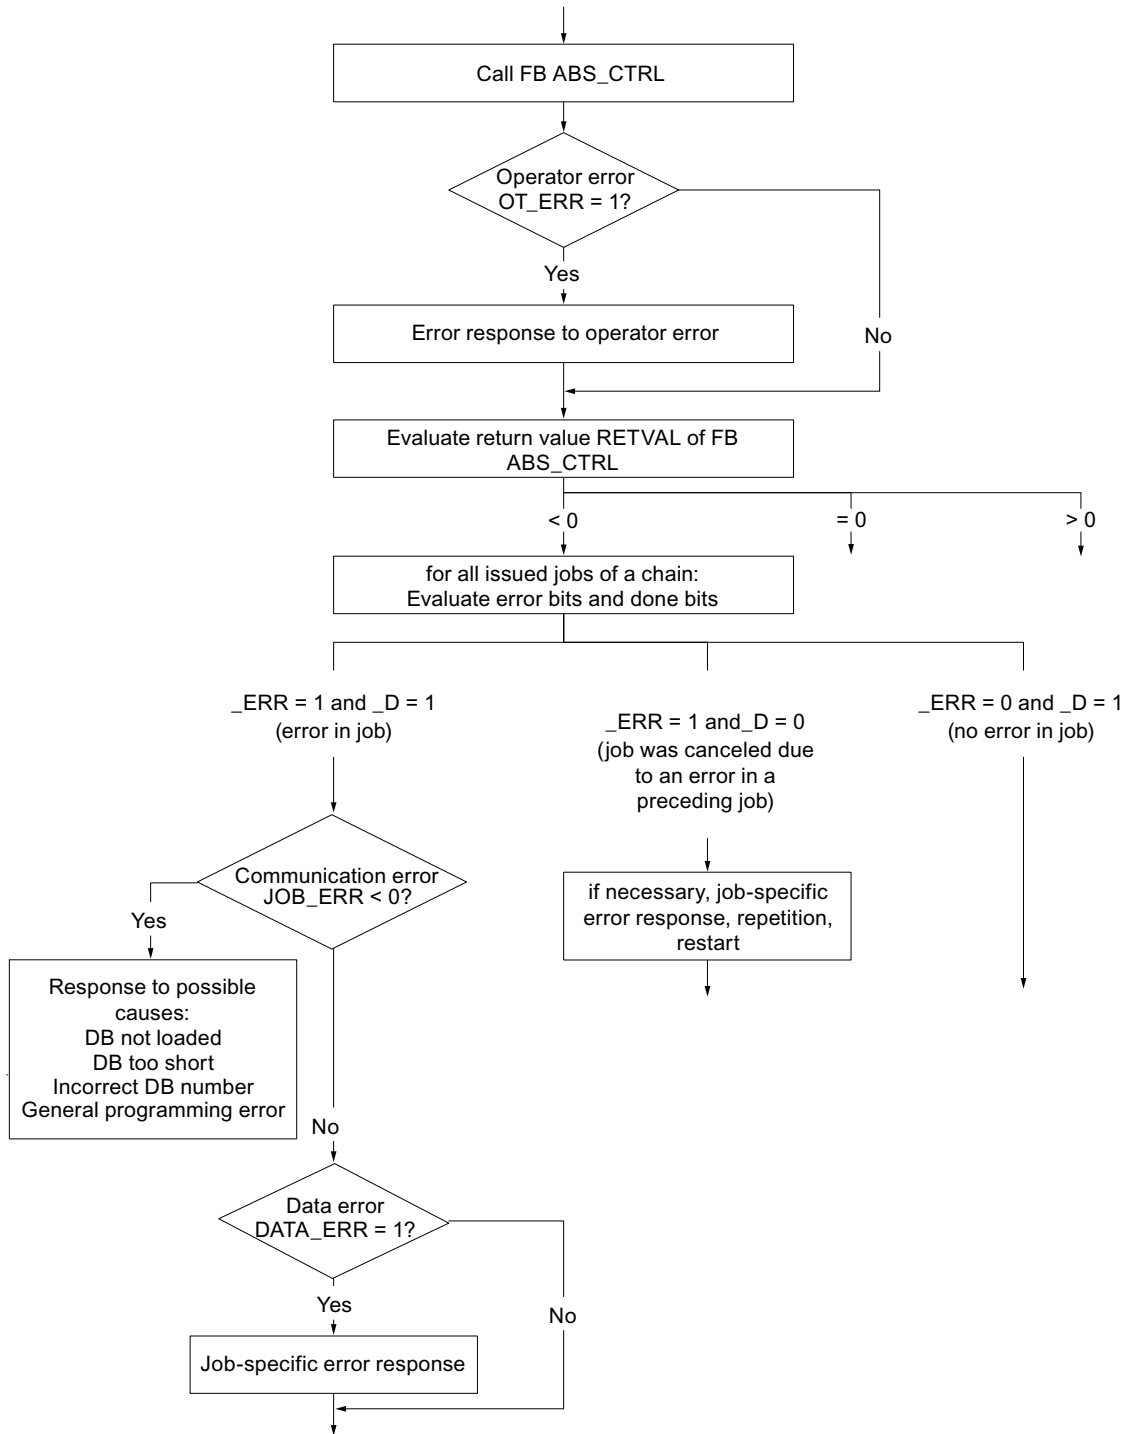 Call FB ABS_CTRL
Operator error
OT_ERR = 1?
Yes
Error response to operator error
No
Evaluate return value RETVAL of FB
ABS_CTRL
< 0
= 0
> 0
for all issued jobs of a chain:
Evaluate error bits and done bits
_ERR = 1 and _D = 1
(error in job)
_ERR = 1 and_D = 0
(job was canceled due
to an error in a
preceding job)
_ERR = 0 and _D = 1
(no error in job)
Communication error
JOB_ERR < 0?
Yes
if necessary, job-specific
error response, repetition,
restart
Response to possible
causes:
DB not loaded
DB too short
Incorrect DB number
General programming error
No
Data error
DATA_ERR = 1?
Yes
No
Job-specific error response